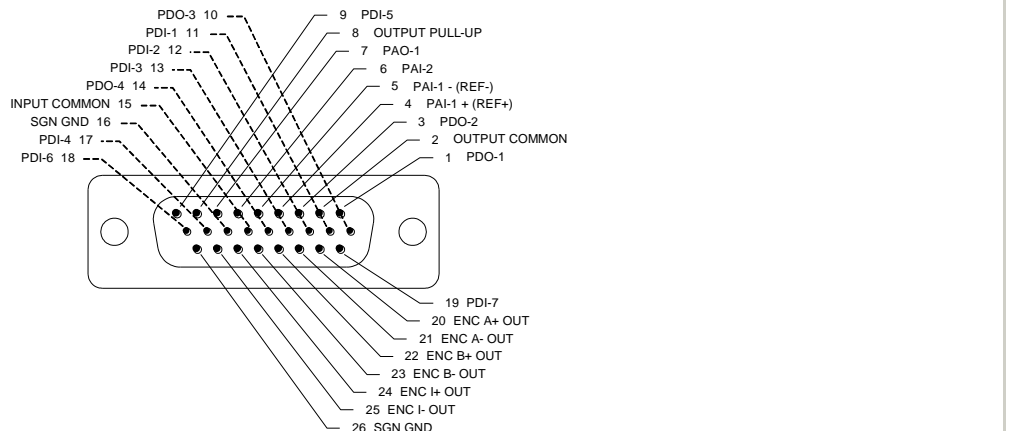 PDO-3 10
PDI-1 11
PDI-2 12
PDI-3 13
PDO-4 14
INPUT COMMON 15
SGN GND 16
PDI-4 17
PDI-6 18
9 PDI-5
8 OUTPUT PULL-UP
7 PAO-1
6 PAI-2
5 PAI-1 - (REF-)
4 PAI-1 + (REF+)
3 PDO-2
2 OUTPUT COMMON
1 PDO-1
19 PDI-7
20 ENC A+ OUT
21 ENC A- OUT
22 ENC B+ OUT
23 ENC B- OUT
24 ENC I+ OUT
25 ENC I- OUT
26 SGN GND